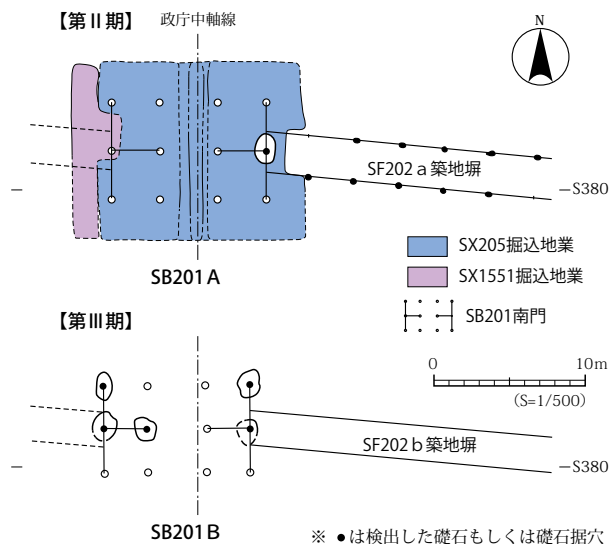 【第Ⅱ期】
政庁中軸線
N
SF202a築地塀
S380
SB201A
SX205掘込地業
SX1551掘込地業
SB201南門
【第Ⅲ期】
0 10m
(S=1/500)
SF202b築地塀
S380
SB201B
※ ●は検出した礎石もしくは礎石据穴